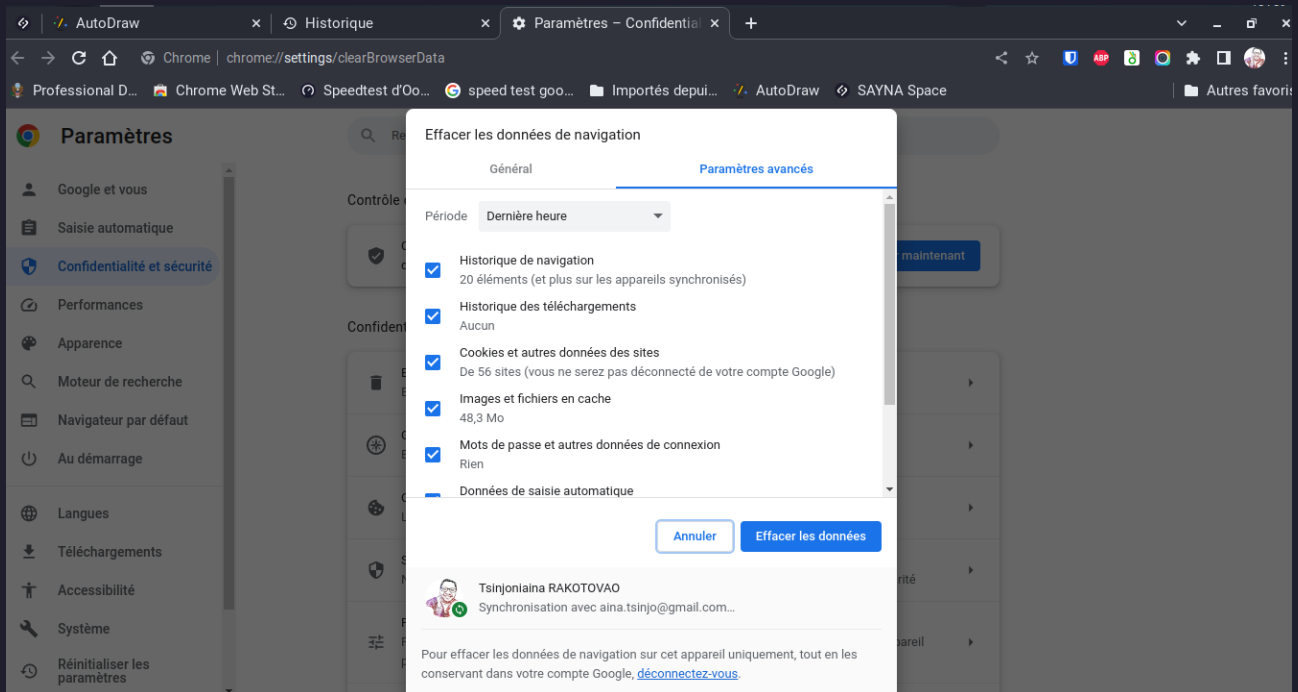 AutoDraw
Historique
Paramètres – Confidential
Chrome
chrome://settings/clearBrowserData
ABP
Professional D...
Chrome Web St...
Speedtest d'Oo...
speed test goo...
Importés depui...
AutoDraw
SAYNA Space
Autres favoris
Paramètres
Re
Google et vous
Saisie automatique
Confidentialité et sécurité
Performances
Apparence
Moteur de recherche
Navigateur par défaut
Au démarrage
Langues
Téléchargements
Accessibilité
Système
Réinitialiser les
paramètres
Contrôle
maintenant
Confident
Effacer les données de navigation
Général
Paramètres avancés
Période
Dernière heure
Historique de navigation
20 éléments (et plus sur les appareils synchronisés)
Historique des téléchargements
Aucun
Cookies et autres données des sites
De 56 sites (vous ne serez pas déconnecté de votre compte Google)
Images et fichiers en cache
48,3 Mo
Mots de passe et autres données de connexion
Rien
Données de saisie automatique
Annuler
Effacer les données
Tsinjoniaina RAKOTOVAO
Synchronisation avec aina.tsinjo@gmail.com...
Pour effacer les données de navigation sur cet appareil uniquement, tout en les
conservant dans votre compte Google, déconnectez-vous.
rité
pareil